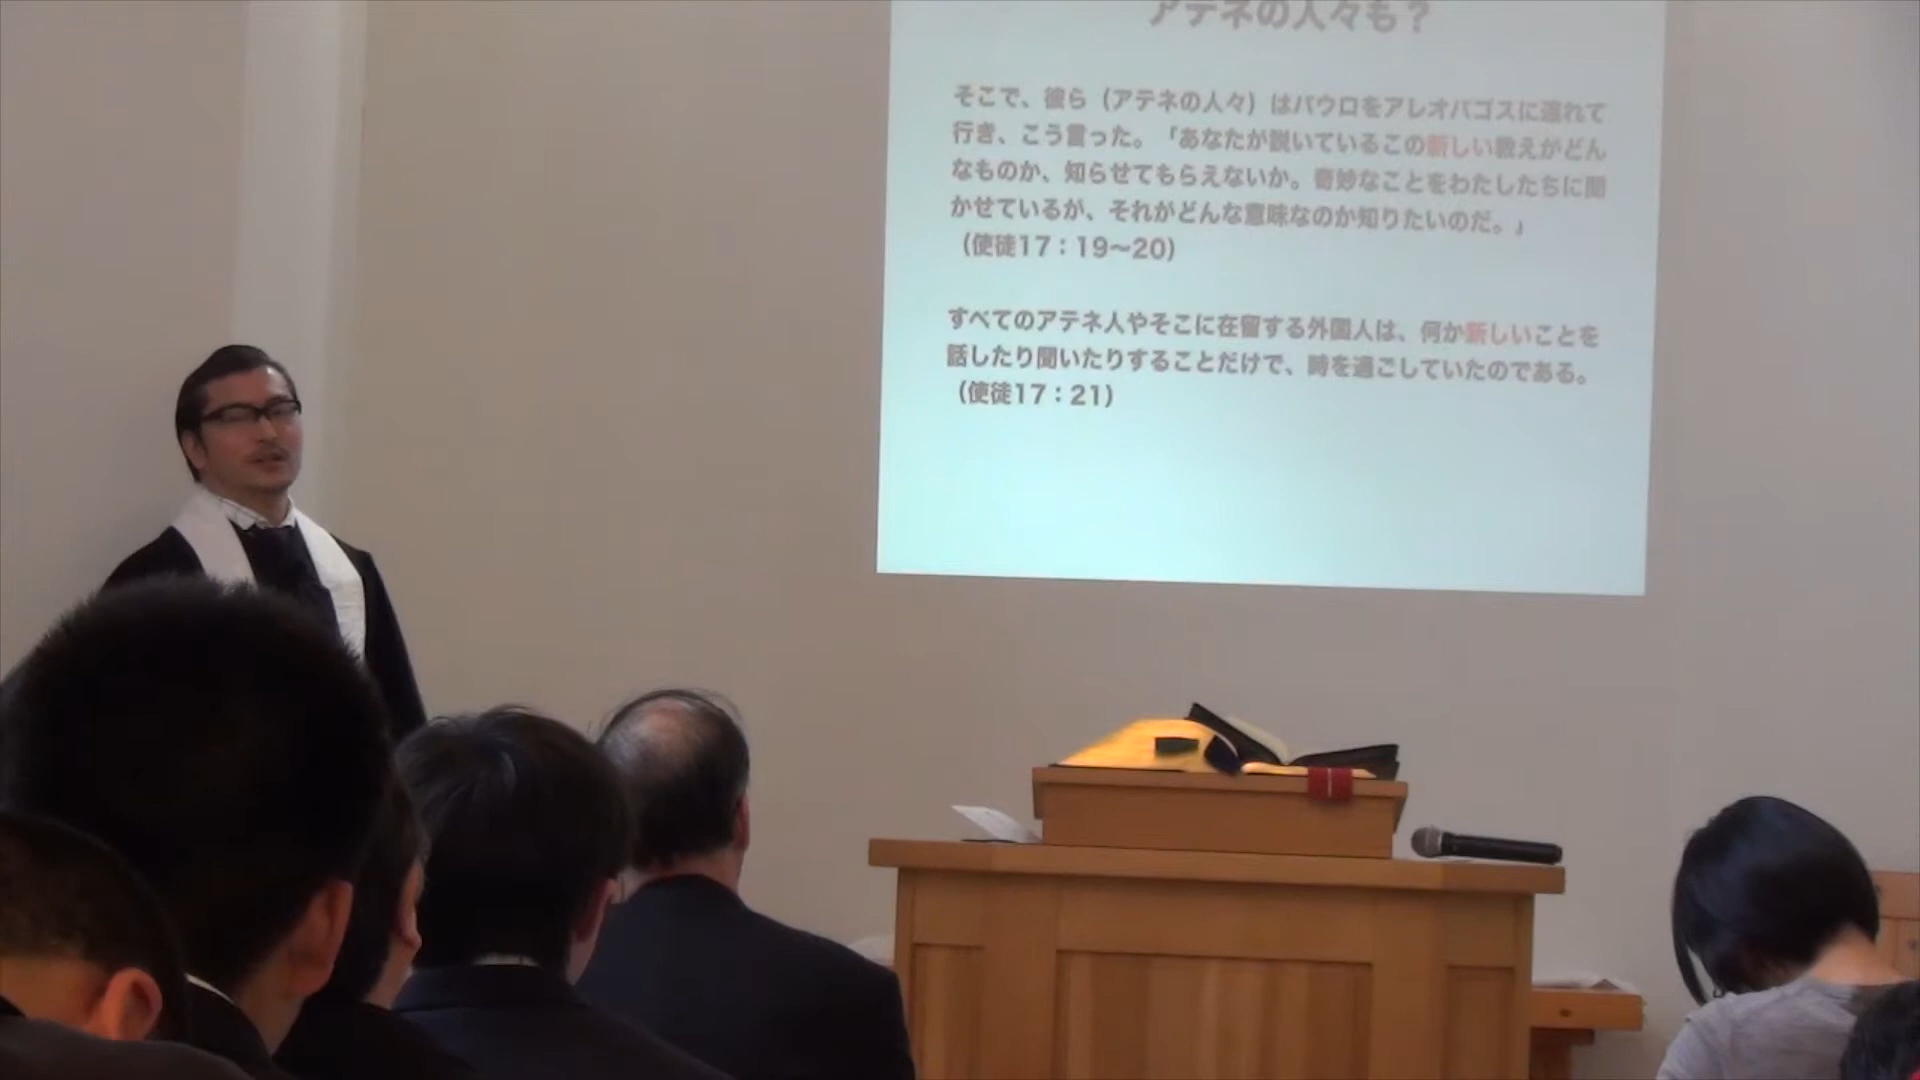 アテネの人々も？
そこで、彼ら（アテネの人々）はパウロをアレオパゴスに連れて
行き、こう言った。「あなたが説いているこの新しい教えがどん
なものか、知らせてもらえないか。奇妙なことをわたしたちに聞
かせているが、それがどんな意味なのか知りたいのだ。」
（使徒17：19〜20）
すべてのアテネ人やそこに在留する外国人は、何か新しいことを
話したり聞いたりすることだけで、時を過ごしていたのである。
（使徒17：21）